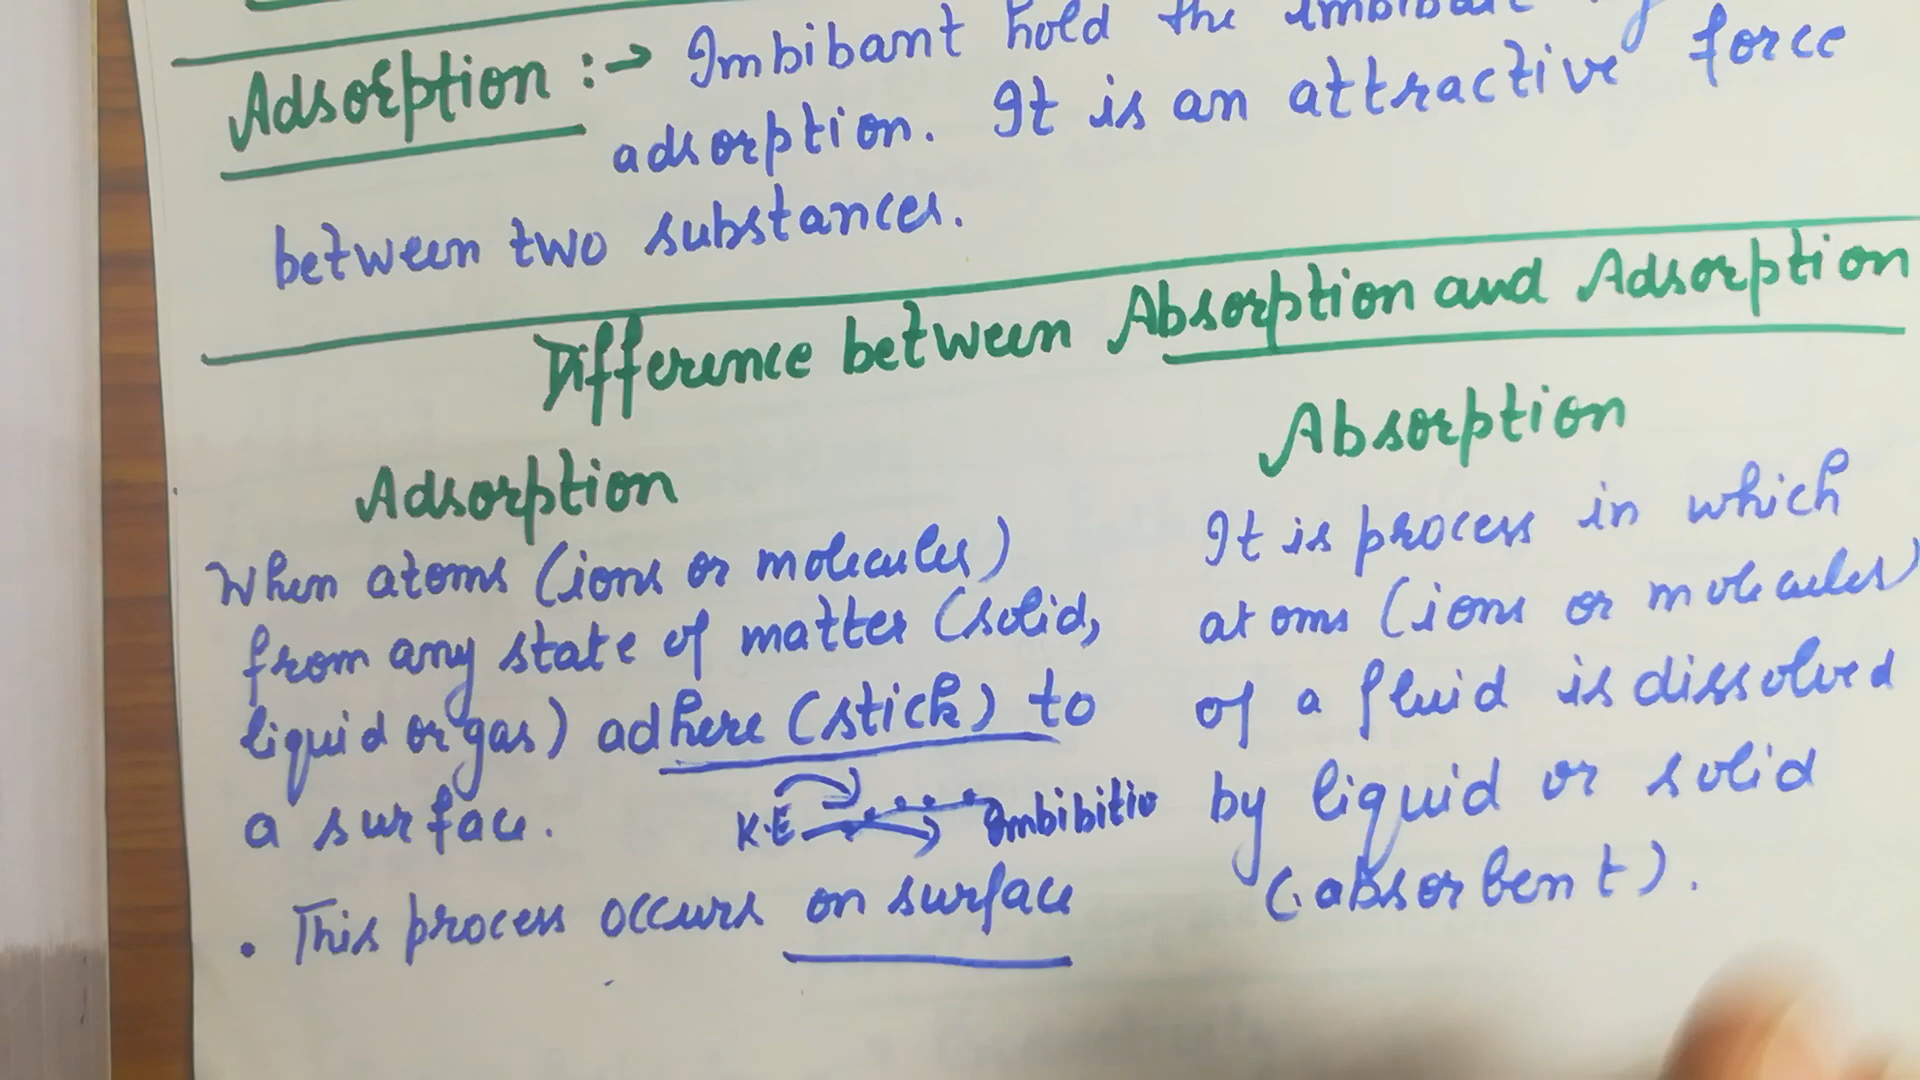 Adsorption :→ Imbibant hold the imbibate
adsorption. It is an attractive force
between two substances.
Difference between Absorption and Adsorption
Adsorption
When atoms (ions or molecules)
from any state of matter (solid,
liquid or gas) adhere (stick) to
a surface.
K.E → Imbibitio
• This process occurs on surface
Absorption
It is process in which
atoms (ions or molecules)
of a fluid is dissolved
by liquid or solid
(absorbent).